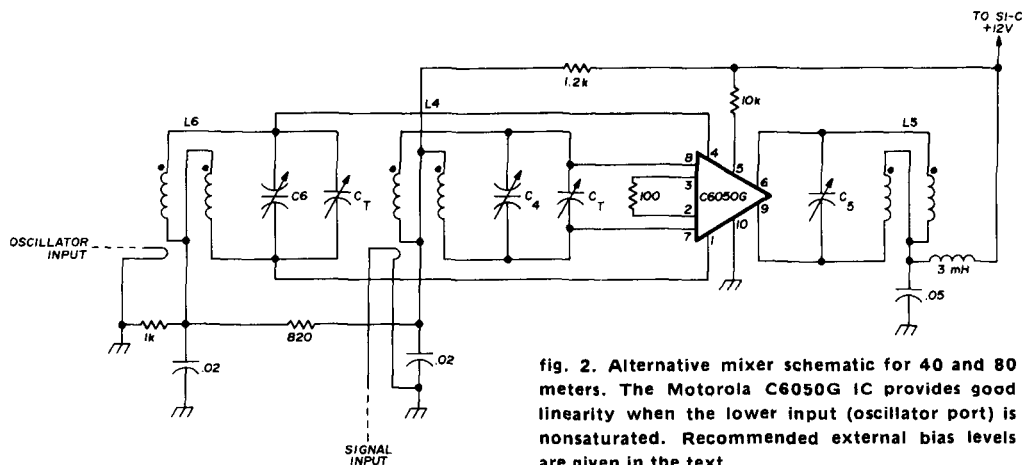 TO S1-C
+12V
1.2k
10k
L6
L4
L5
C6
CT
C4
CT
8
3
100
2
7
4
5
C6050G
6
9
10
1
C5
OSCILLATOR
INPUT
3 mH
1k
820
.02
.02
.05
SIGNAL
INPUT
fig. 2. Alternative mixer schematic for 40 and 80
meters. The Motorola C6050G IC provides good
linearity when the lower input (oscillator port) is
nonsaturated. Recommended external bias levels
are given in the text